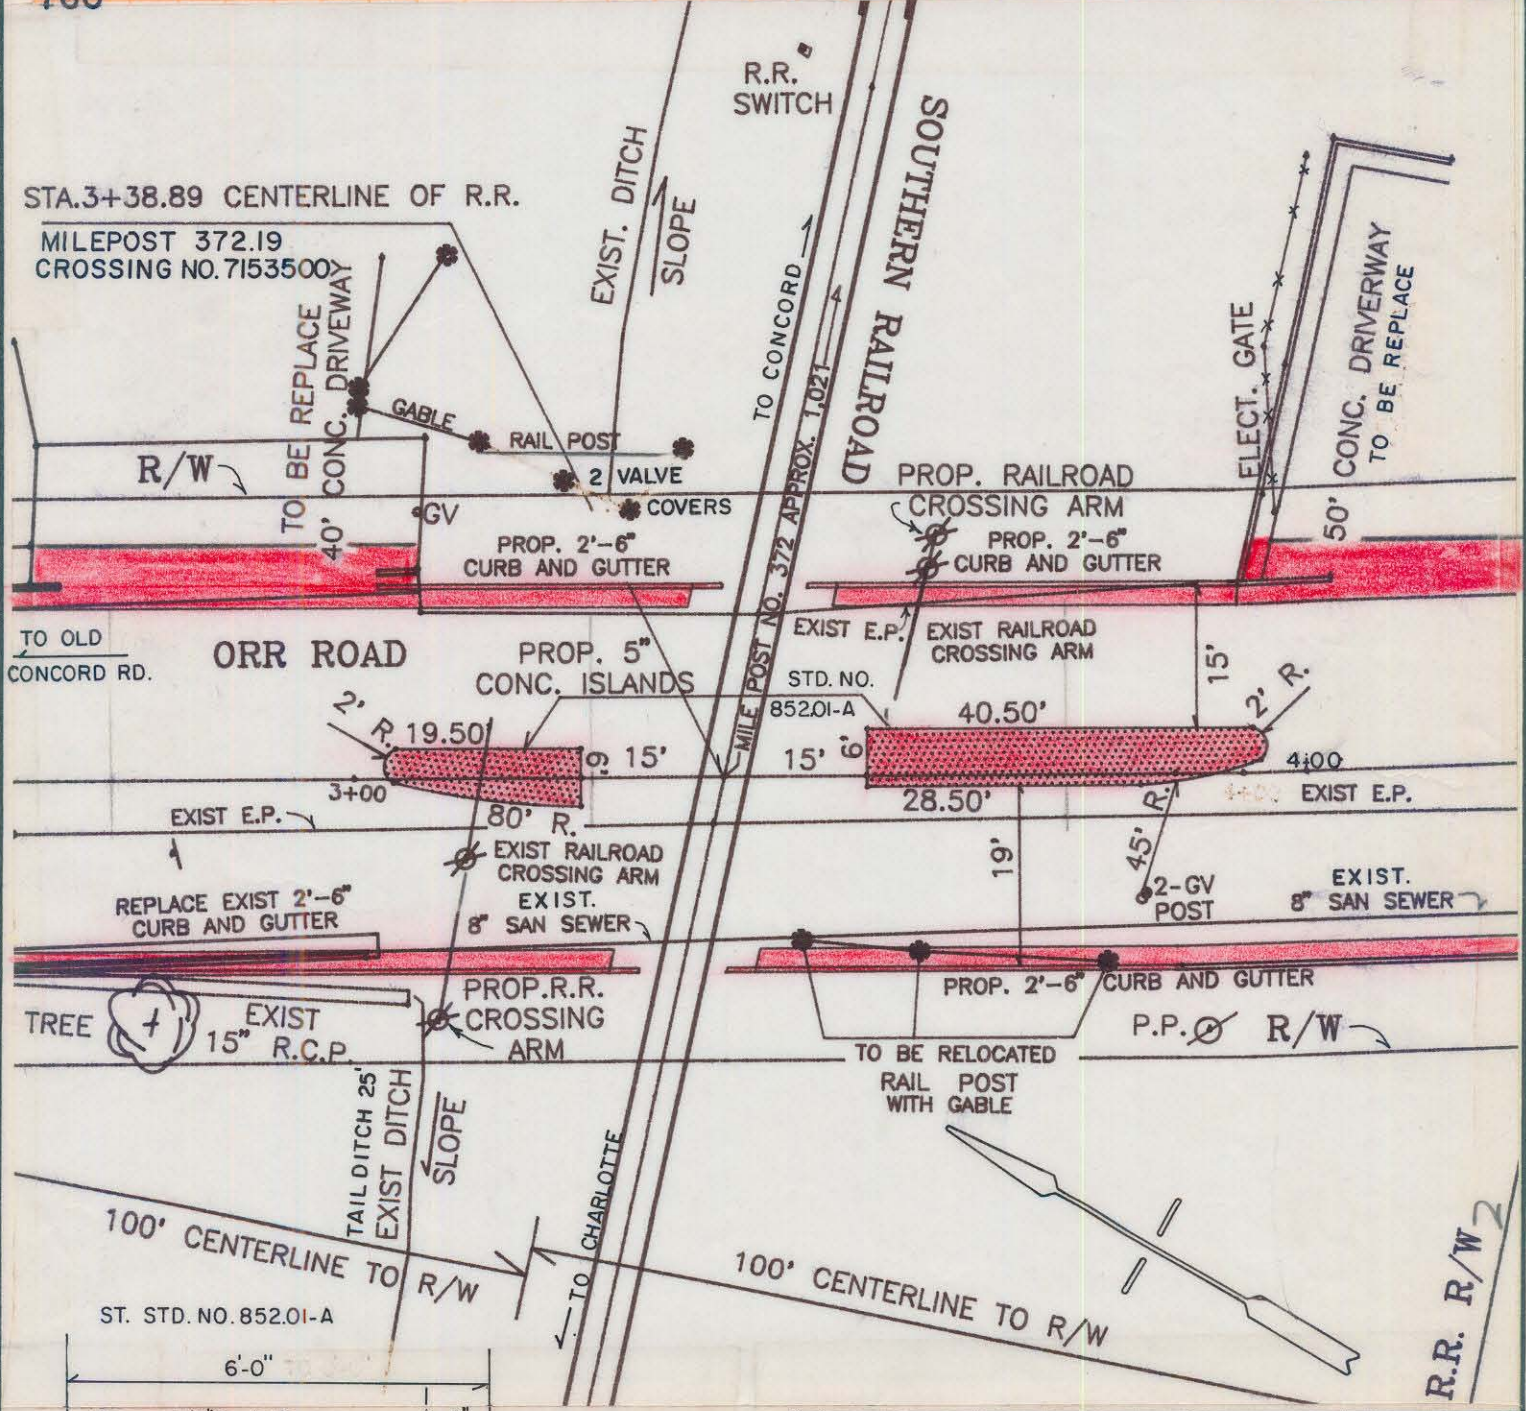 R.R.
SWITCH
SOUTHERN RAILROAD
STA.3+38.89 CENTERLINE OF R.R.
MILEPOST 372.19
CROSSING NO.7153500
EXIST. DITCH
SLOPE
TO CONCORD
TO BE REPLACE
40' CONC. DRIVEWAY
GABLE
RAIL POST
2 VALVE
COVERS
R/W
GV
MILE POST NO. 372 APPROX. 1,021
PROP. RAILROAD
CROSSING ARM
ELECT. GATE
50' CONC. DRIVERWAY
TO BE REPLACE
PROP. 2'-6"
CURB AND GUTTER
PROP. 2'-6"
CURB AND GUTTER
EXIST E.P.
EXIST RAILROAD
CROSSING ARM
15'
TO OLD
CONCORD RD.
ORR ROAD
PROP. 5"
CONC. ISLANDS
STD. NO.
852.01-A
40.50'
2' R.
2' R.
19.50'
6'
15'
15'
6'
3+00
4+00
4+00
EXIST E.P.
80' R.
28.50'
EXIST E.P.
EXIST RAILROAD
CROSSING ARM
19'
45' R.
2-GV
POST
REPLACE EXIST 2'-6"
CURB AND GUTTER
EXIST.
8" SAN SEWER
EXIST.
8" SAN SEWER
PROP. 2'-6" CURB AND GUTTER
TREE
EXIST
15" R.C.P.
PROP.R.R.
CROSSING
ARM
P.P.
R/W
TO BE RELOCATED
RAIL POST
WITH GABLE
TAIL DITCH 25'
EXIST DITCH
SLOPE
TO CHARLOTTE
100' CENTERLINE TO R/W
100' CENTERLINE TO R/W
R.R. R/W
ST. STD. NO. 852.01-A
6'-0"